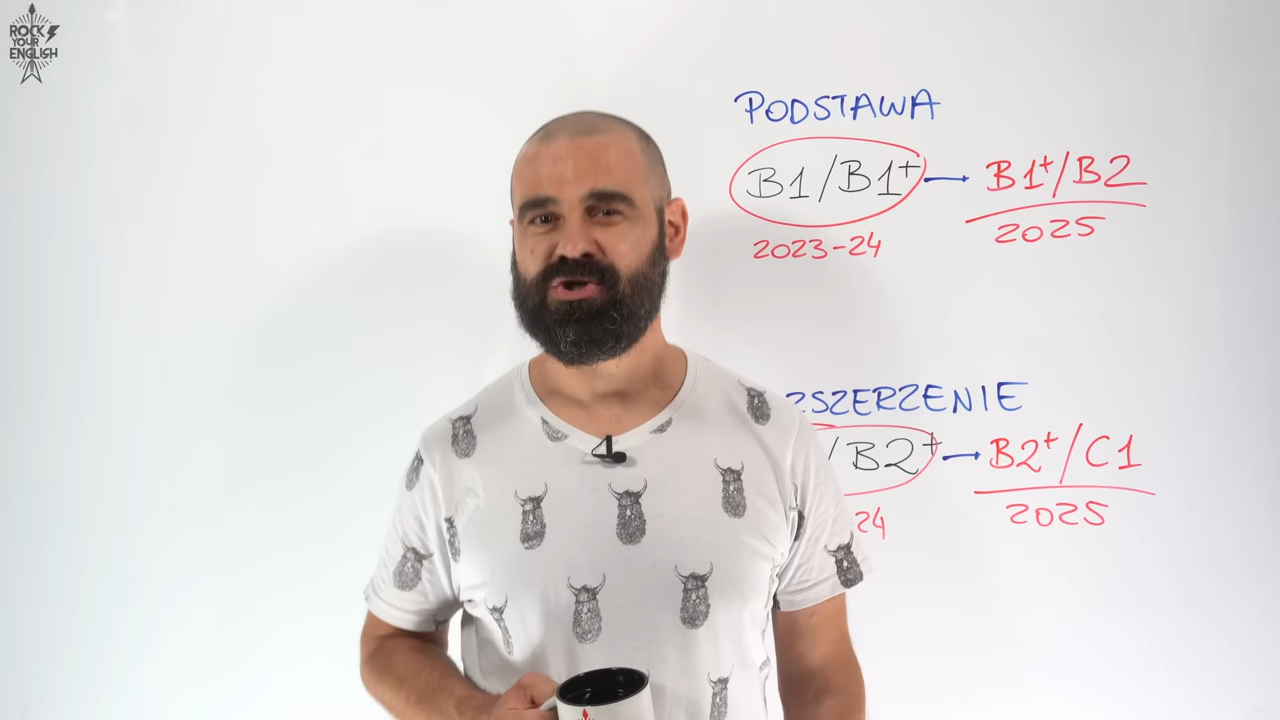 ROCK
YOUR
ENGLISH
PODSTAWA
B1/B1+ → B1+/B2
2023-24
2025
ZSZERZENIE
/B2+ → B2+/C1
24
2025